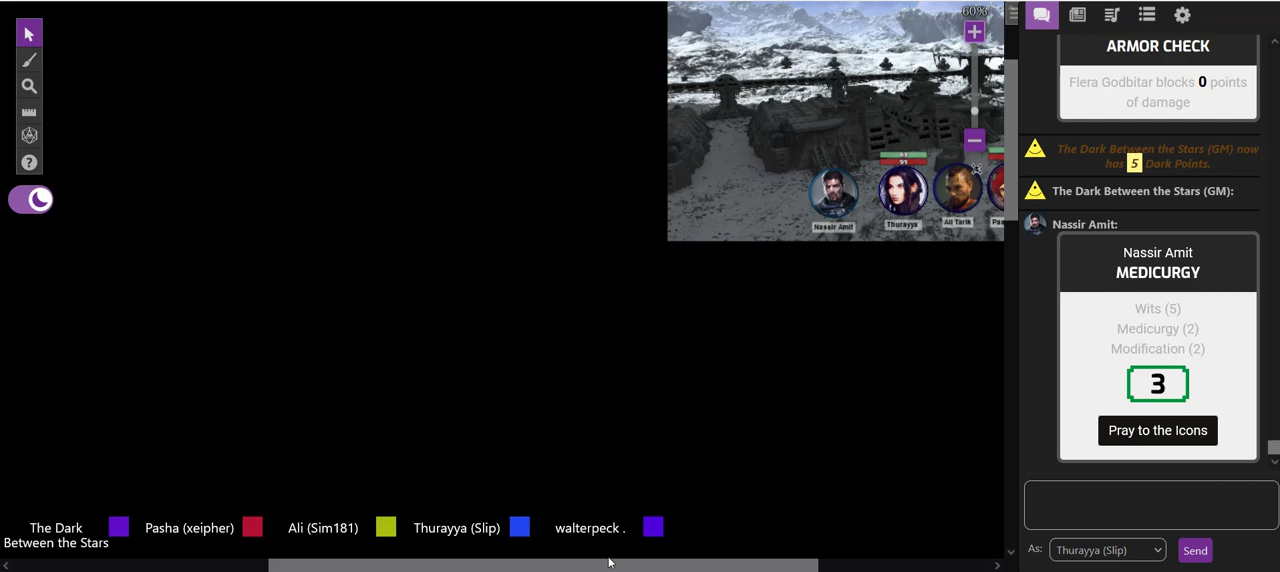 60%
Nassir Amit
Thurayya
Ali Tarik
ARMOR CHECK
Flera Godbitar blocks 0 points
of damage
The Dark Between the Stars (GM) now
has 5 Dark Points.
The Dark Between the Stars (GM):
Nassir Amit:
Nassir Amit
MEDICURGY
Wits (5)
Medicurgy (2)
Modification (2)
3
Pray to the Icons
As: Thurayya (Slip) Send
The Dark
Between the Stars
Pasha (xeipher)
Ali (Sim181)
Thurayya (Slip)
walterpeck .